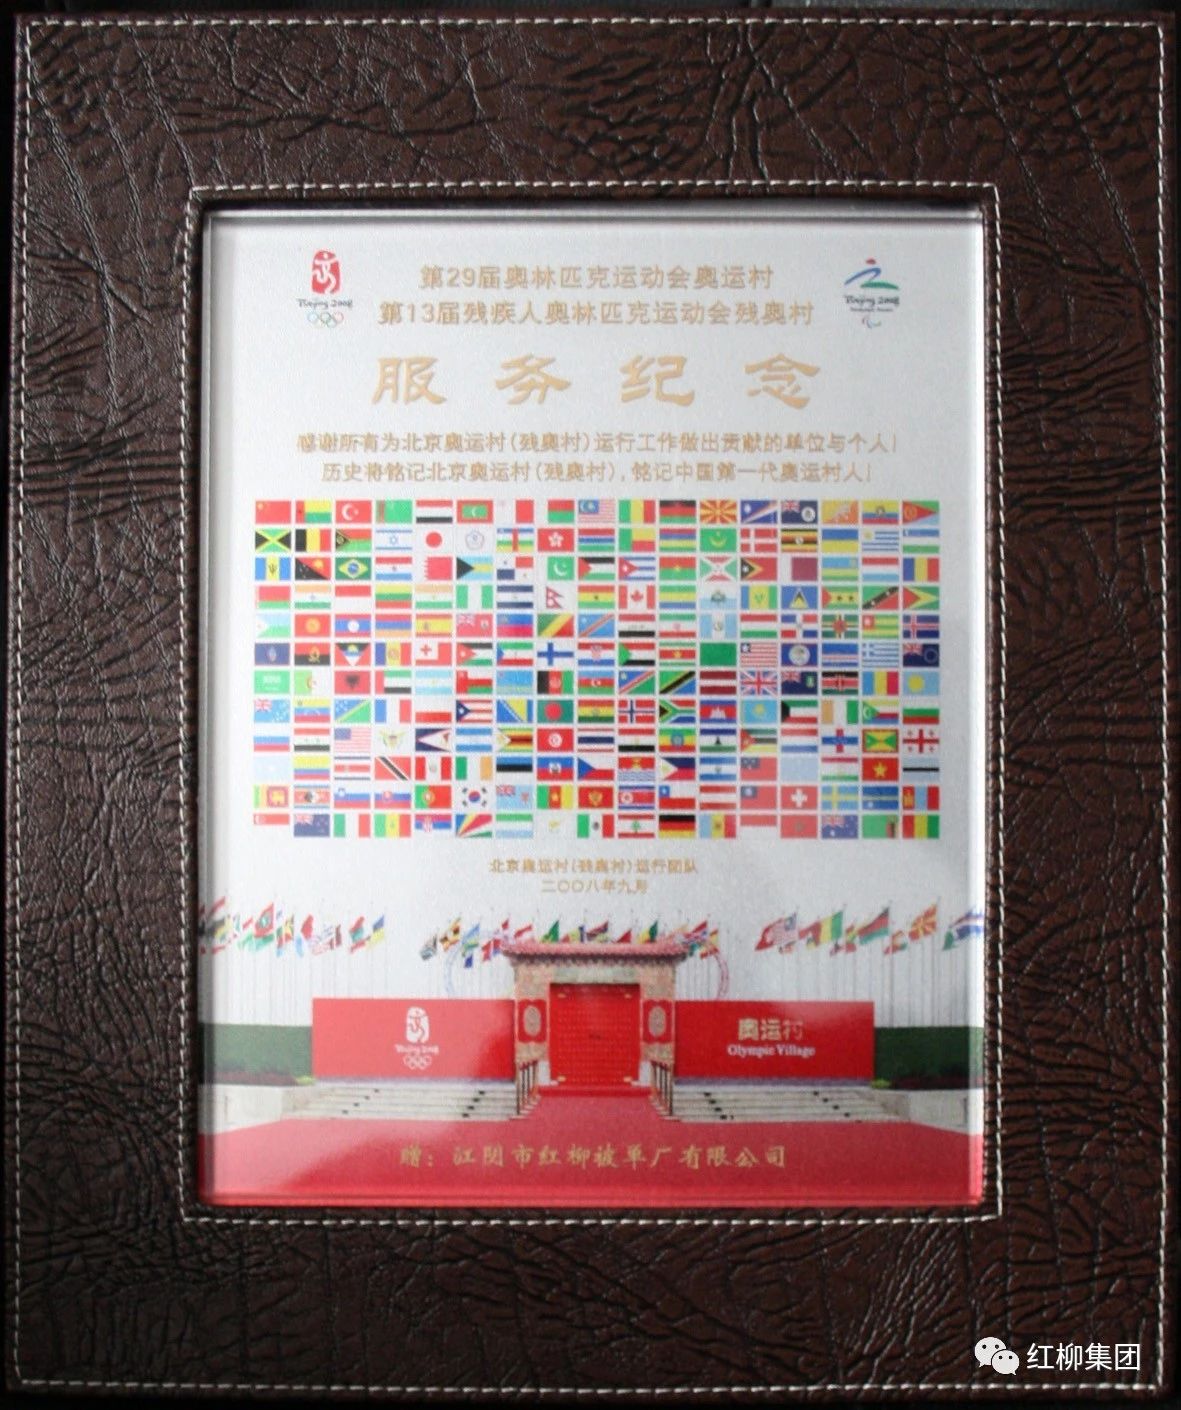 第29届奥林匹克运动会奥运村
第13届残疾人奥林匹克运动会残奥村
Beijing 2008
Beijing 2008
服务纪念
感谢所有为北京奥运村(残奥村)运行工作做出贡献的单位与个人!
历史将铭记北京奥运村(残奥村),铭记中国第一代奥运村人!
北京奥运村(残奥村)运行团队
二〇〇八年九月
Beijing 2008
奥运村
Olympic Village
赠:江阴市红柳被单厂有限公司
红柳集团